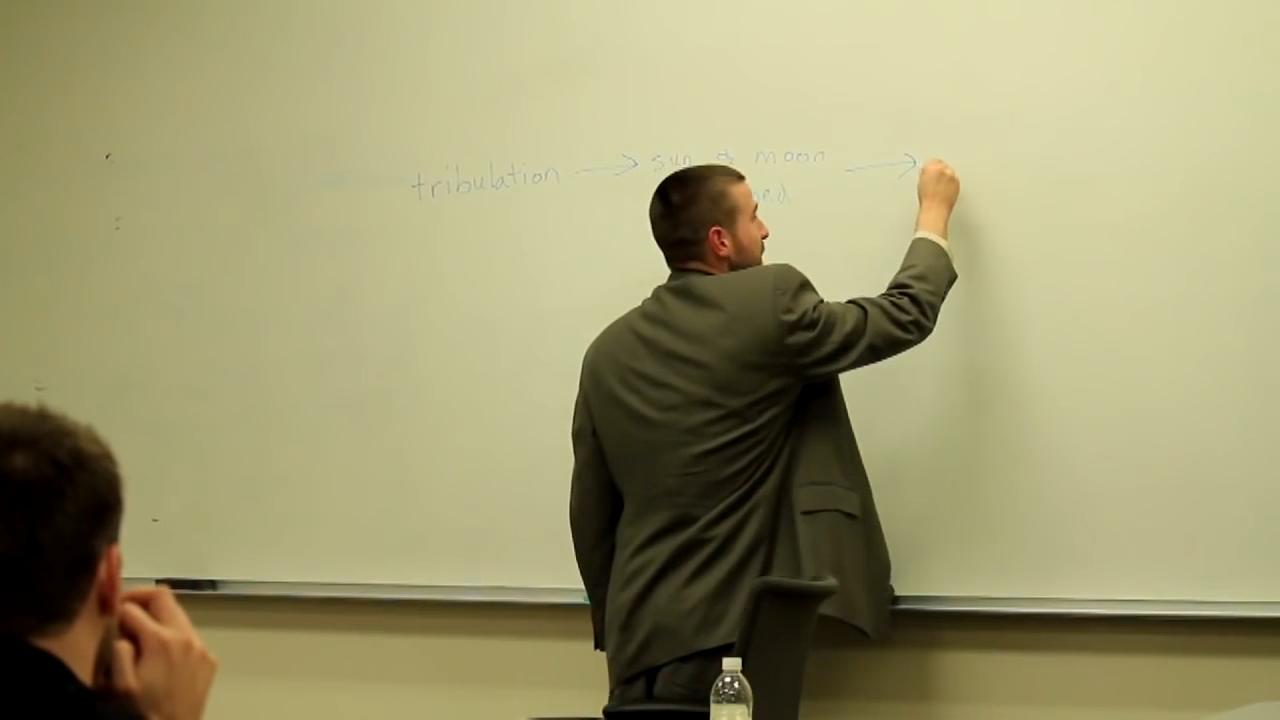 tribulation → sun & moon →